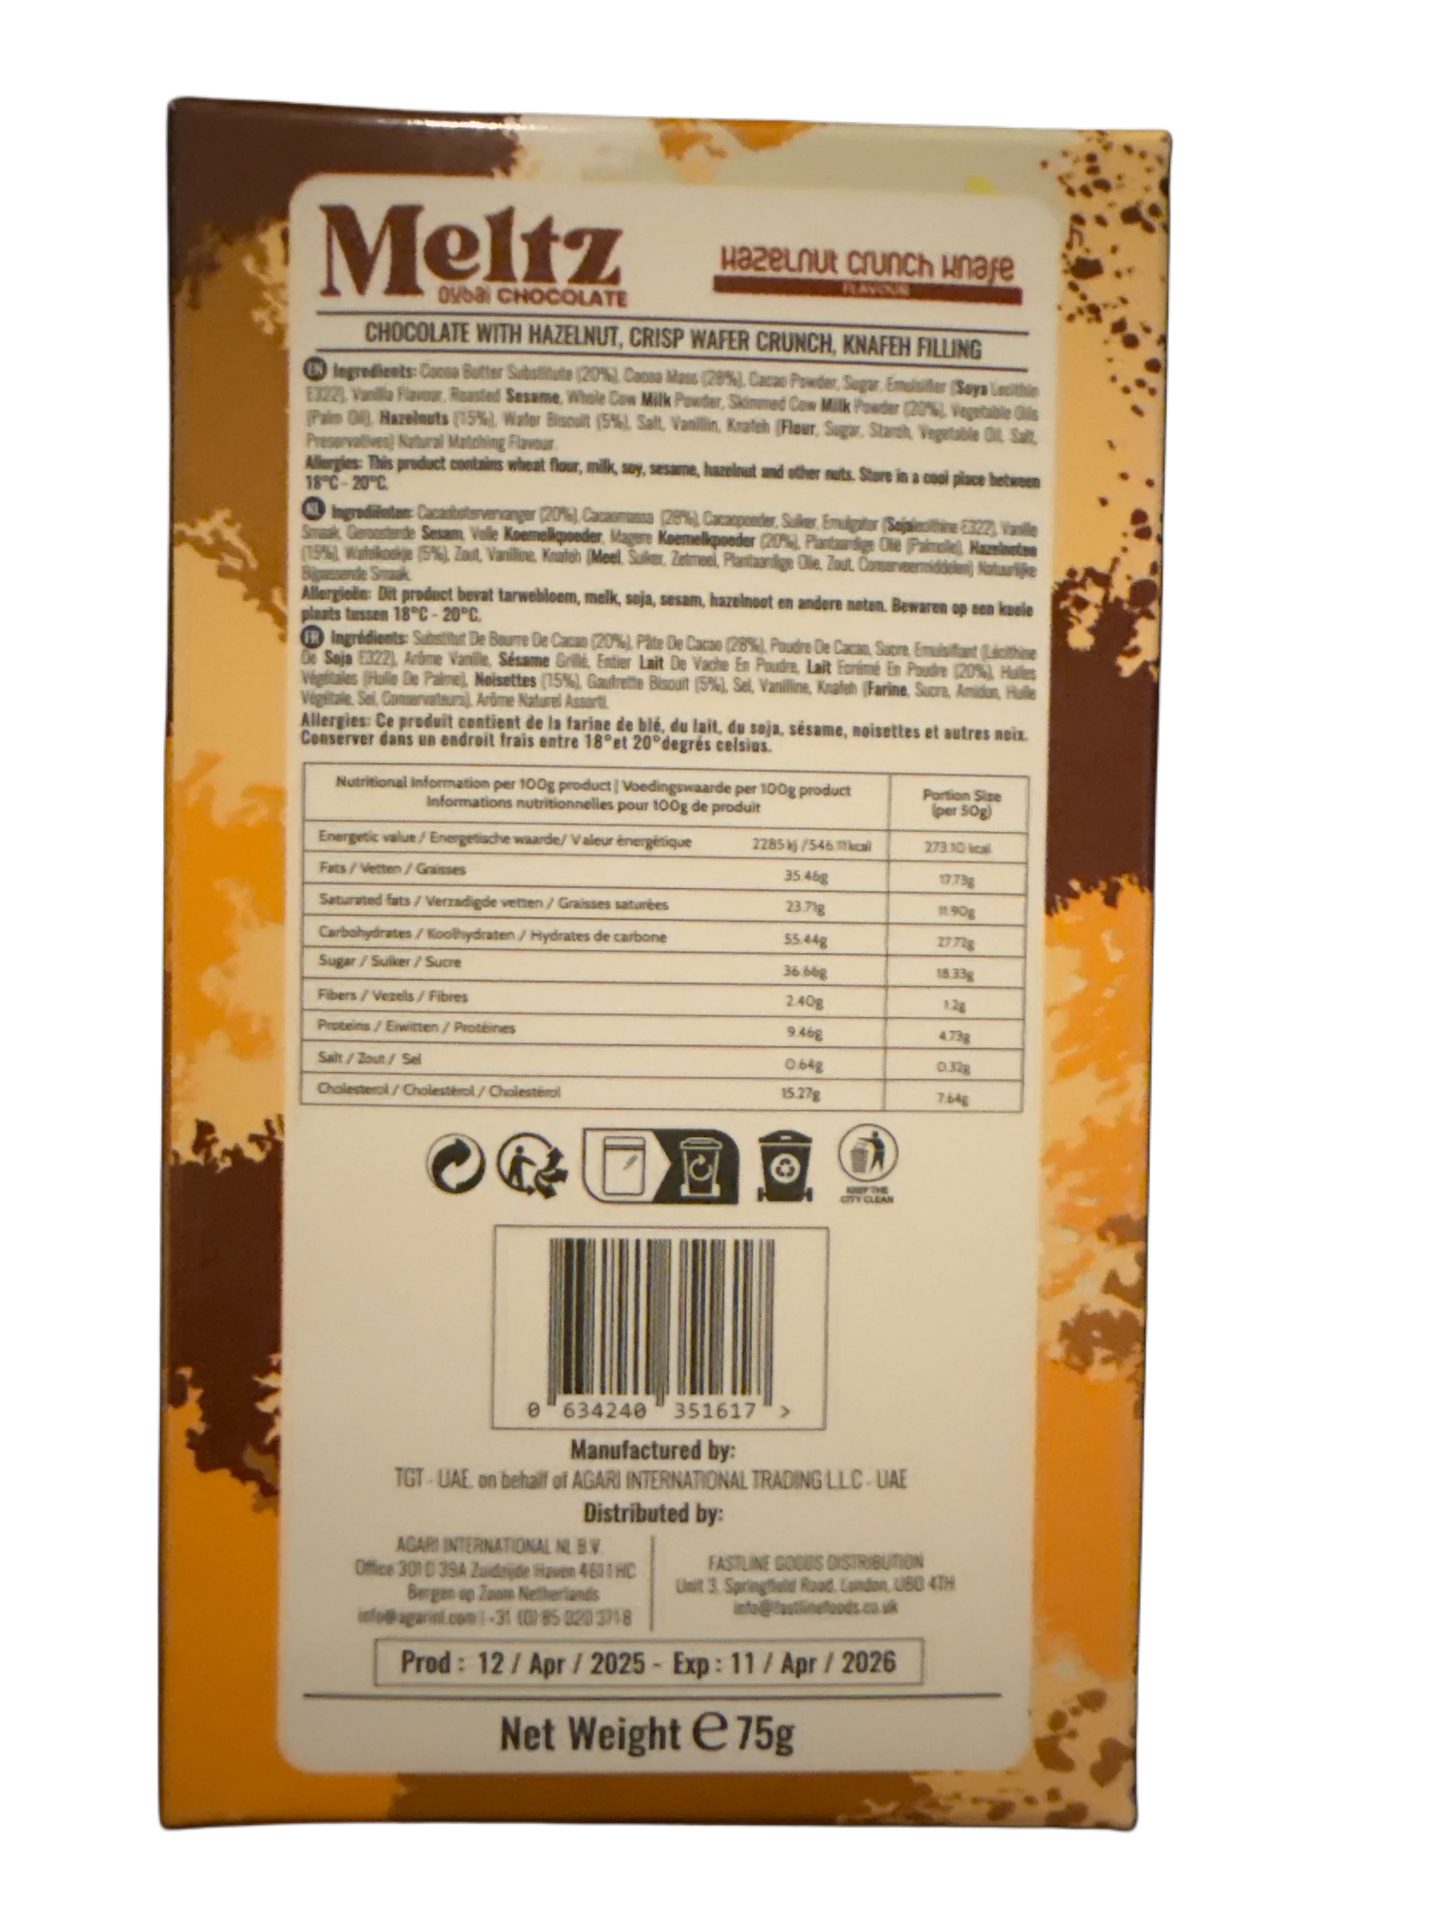 Meltz
Dubai CHOCOLATE
Hazelnut Crunch Knafe
FLAVOUR
CHOCOLATE WITH HAZELNUT, CRISP WAFER CRUNCH, KNAFEH FILLING
EN Ingredients: Cocoa Butter Substitute (20%), Cocoa Mass (28%), Cacao Powder, Sugar, Emulsifier (Soya Lecithin
E322), Vanilla Flavour, Roasted Sesame, Whole Cow Milk Powder, Skimmed Cow Milk Powder (20%), Vegetable Oils
(Palm Oil), Hazelnuts (15%), Wafer Biscuit (5%), Salt, Vanillin, Knafeh (Flour, Sugar, Starch, Vegetable Oil, Salt,
Preservatives) Natural Matching Flavour.
Allergies: This product contains wheat flour, milk, soy, sesame, hazelnut and other nuts. Store in a cool place between
18°C - 20°C.
NL Ingrediënten: Cacaobotervervanger (20%), Cacaomassa (28%), Cacaopoeder, Suiker, Emulgator (Sojalecithine E322), Vanille
Smaak, Geroosterde Sesam, Volle Koemelkpoeder, Magere Koemelkpoeder (20%), Plantaardige Olie (Palmolie), Hazelnoten
(15%), Wafelkoekje (5%), Zout, Vanilline, Knafeh (Meel, Suiker, Zetmeel, Plantaardige Olie, Zout, Conserveermiddelen) Natuurlijke
Bijpassende Smaak.
Allergieën: Dit product bevat tarwebloem, melk, soja, sesam, hazelnoot en andere noten. Bewaren op een koele
plaats tussen 18°C - 20°C.
FR Ingrédients: Substitut De Beurre De Cacao (20%), Pâte De Cacao (28%), Poudre De Cacao, Sucre, Emulsifiant (Lécithine
De Soja E322), Arôme Vanille, Sésame Grillé, Entier Lait De Vache En Poudre, Lait Écrémé En Poudre (20%), Huiles
Végétales (Huile De Palme), Noisettes (15%), Gaufrette Biscuit (5%), Sel, Vanilline, Knafeh (Farine, Sucre, Amidon, Huile
Végétale, Sel, Conservateurs), Arôme Naturel Assorti.
Allergies: Ce produit contient de la farine de blé, du lait, du soja, sésame, noisettes et autres noix.
Conserver dans un endroit frais entre 18°et 20°degrés celsius.
Nutritional Information per 100g product | Voedingswaarde per 100g product
Informations nutritionnelles pour 100g de produit
Portion Size
(per 50g)
Energetic value / Energetische waarde/ Valeur énergétique 2285 kj /546.11kcal 273.10 kcal
Fats / Vetten / Graisses 35.46g 17.73g
Saturated fats / Verzadigde vetten / Graisses saturées 23.71g 11.90g
Carbohydrates / Koolhydraten / Hydrates de carbone 55.44g 27.72g
Sugar / Suiker / Sucre 36.66g 18.33g
Fibers / Vezels / Fibres 2.40g 1.2g
Proteins / Eiwitten / Protéines 9.46g 4.73g
Salt / Zout / Sel 0.64g 0.32g
Cholesterol / Cholestérol / Cholestérol 15.27g 7.64g
KEEP THE
CITY CLEAN
0 634240 351617 >
Manufactured by:
TGT - UAE. on behalf of AGARI INTERNATIONAL TRADING L.L.C - UAE
Distributed by:
AGARI INTERNATIONAL NL B.V.
Office 301 D 39A Zuidzijde Haven 4611 HC
Bergen op Zoom Netherlands
info@agarinl.com | +31 (0) 85 020 3718
FASTLINE GOODS DISTRIBUTION
Unit 3, Springfield Road, London, UB0 4TH
info@fastlinefoods.co.uk
Prod : 12 / Apr / 2025 - Exp : 11 / Apr / 2026
Net Weight e 75g